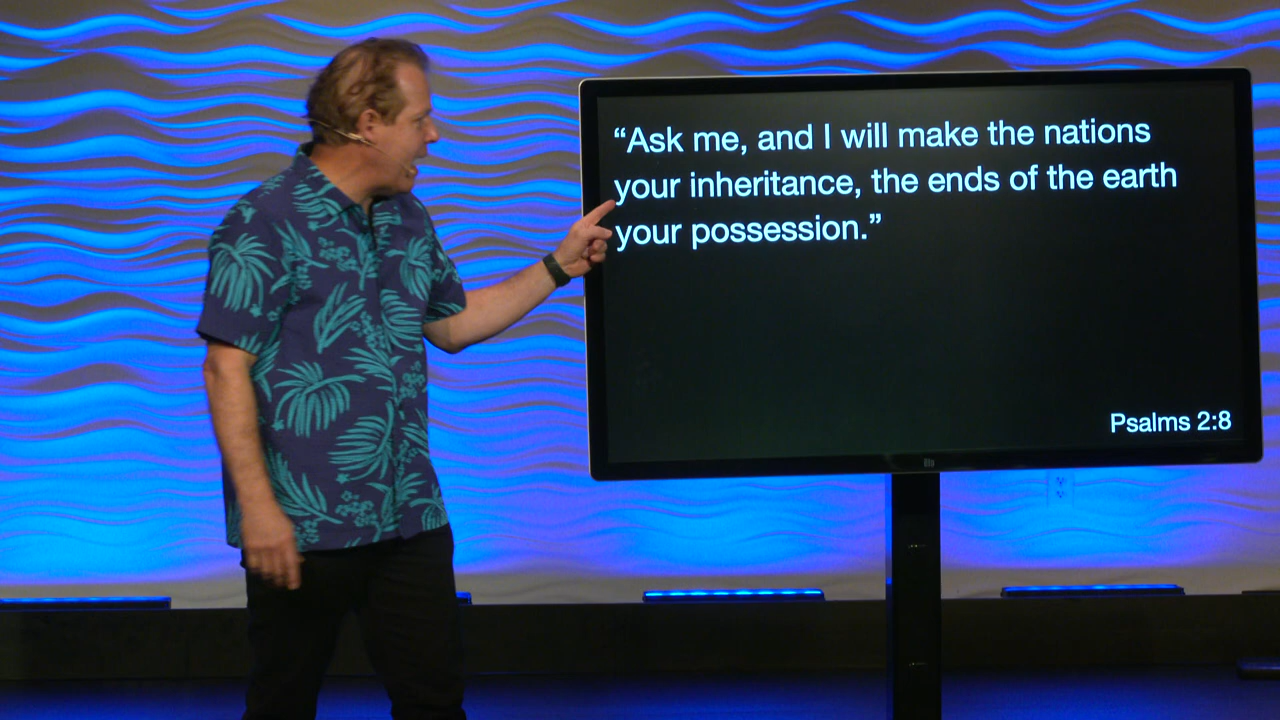 “Ask me, and I will make the nations
your inheritance, the ends of the earth
your possession.”
Psalms 2:8
elo